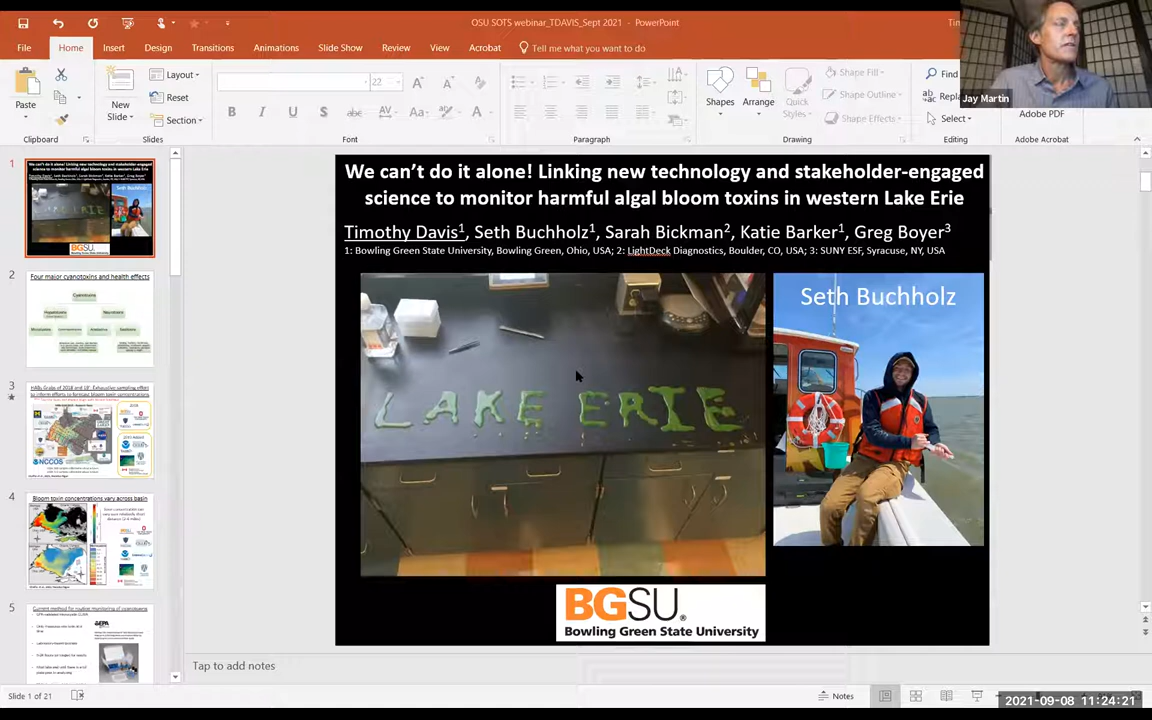 OSU SOTS webinar_TDAVIS_Sept 2021 - PowerPoint
File Home Insert Design Transitions Animations Slide Show Review View Acrobat Tell me what you want to do
Jay Martin
Paste
Clipboard
New
Slide
Layout
Reset
Section
Slides
22
Font
Paragraph
Shapes
Arrange
Quick
Styles
Shape Fill
Shape Outline
Shape Effects
Drawing
Find
Select
Editing
Adobe PDF
Adobe Acrobat
1
2
Four major cyanotoxins and health effects
3
4
Bloom toxin concentrations vary across basin
5
We can't do it alone! Linking new technology and stakeholder-engaged
science to monitor harmful algal bloom toxins in western Lake Erie
Timothy Davis1, Seth Buchholz1, Sarah Bickman2, Katie Barker1, Greg Boyer3
1: Bowling Green State University, Bowling Green, Ohio, USA; 2: LightDeck Diagnostics, Boulder, CO, USA; 3: SUNY ESF, Syracuse, NY, USA
LAKE ERIE
Seth Buchholz
BGSU®
Bowling Green State University
Tap to add notes
Slide 1 of 21
Notes
2021-09-08 11:24:21